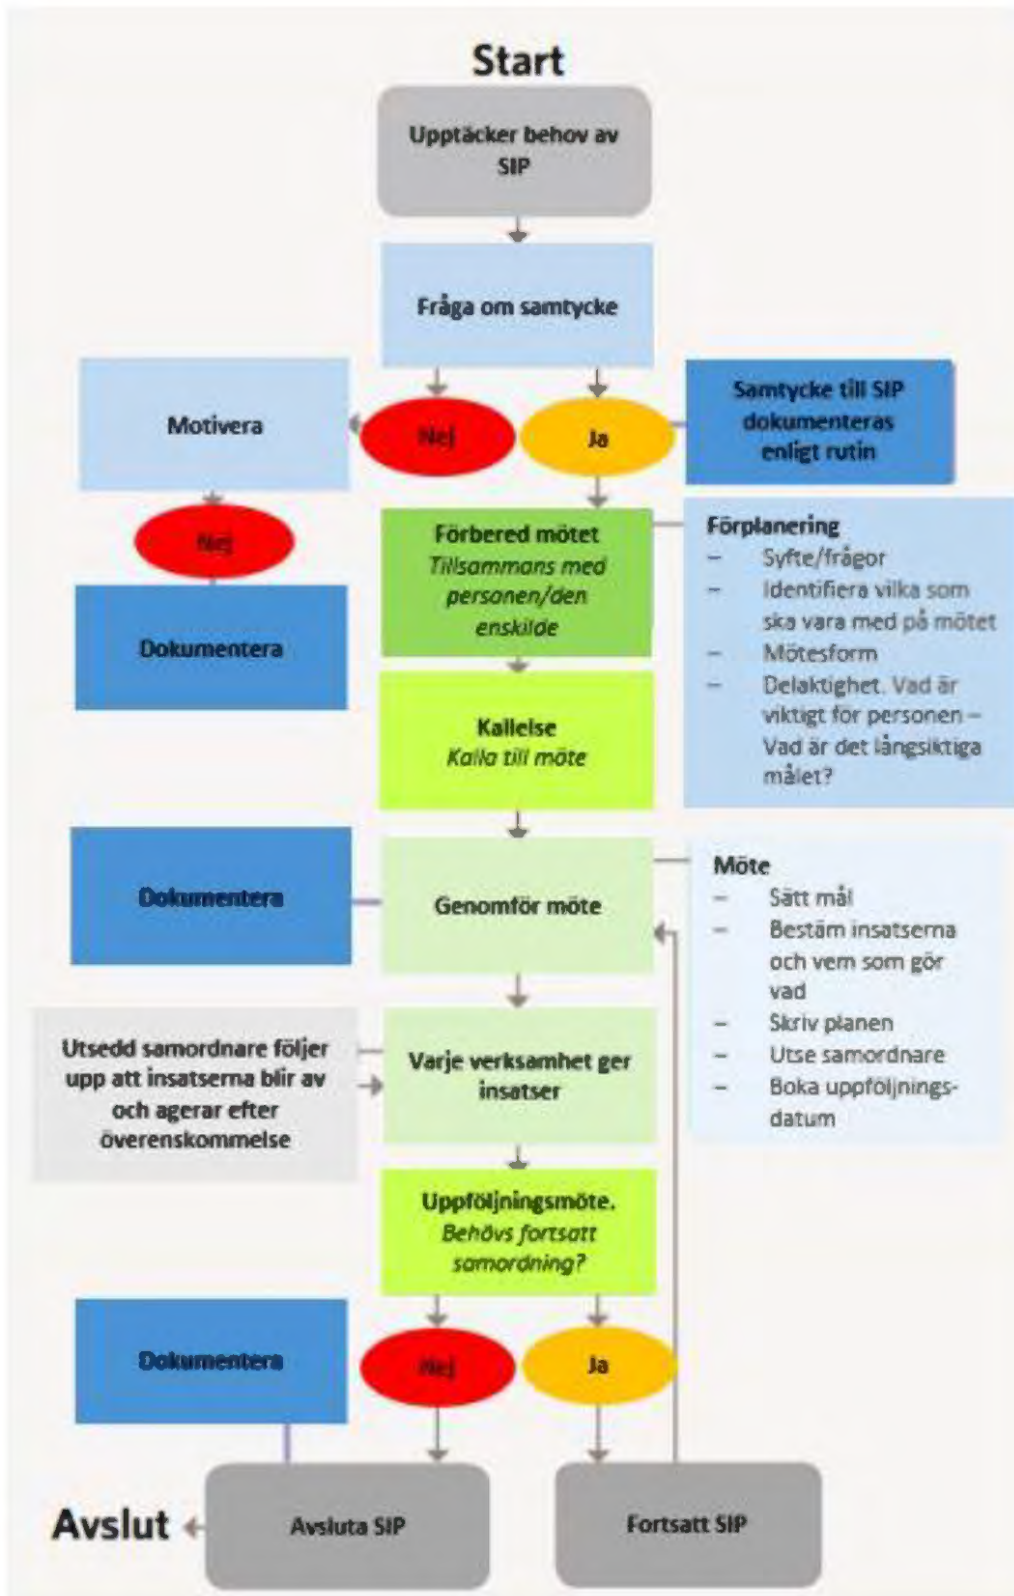 Start
Upptäcker behov av
SIP
Fråga om samtycke
Motivera
Nej
Ja
Samtycke till SIP
dokumenteras
enligt rutin
Nej
Dokumentera
Förbered mötet
Tillsammans med
personen/den
enskilde
Förplanering
– Syfte/frågor
– Identifiera vilka som
ska vara med på mötet
– Mötesform
– Delaktighet. Vad är
viktigt för personen –
Vad är det långsiktiga
målet?
Kallelse
Kalla till möte
Dokumentera
Genomför möte
Möte
– Sätt mål
– Bestäm insatserna
och vem som gör
vad
– Skriv planen
– Utse samordnare
– Boka uppföljnings-
datum
Utsedd samordnare följer
upp att insatserna blir av
och agerar efter
överenskommelse
Varje verksamhet ger
insatser
Uppföljningsmöte.
Behövs fortsatt
samordning?
Dokumentera
Nej
Ja
Avslut
Avsluta SIP
Fortsatt SIP